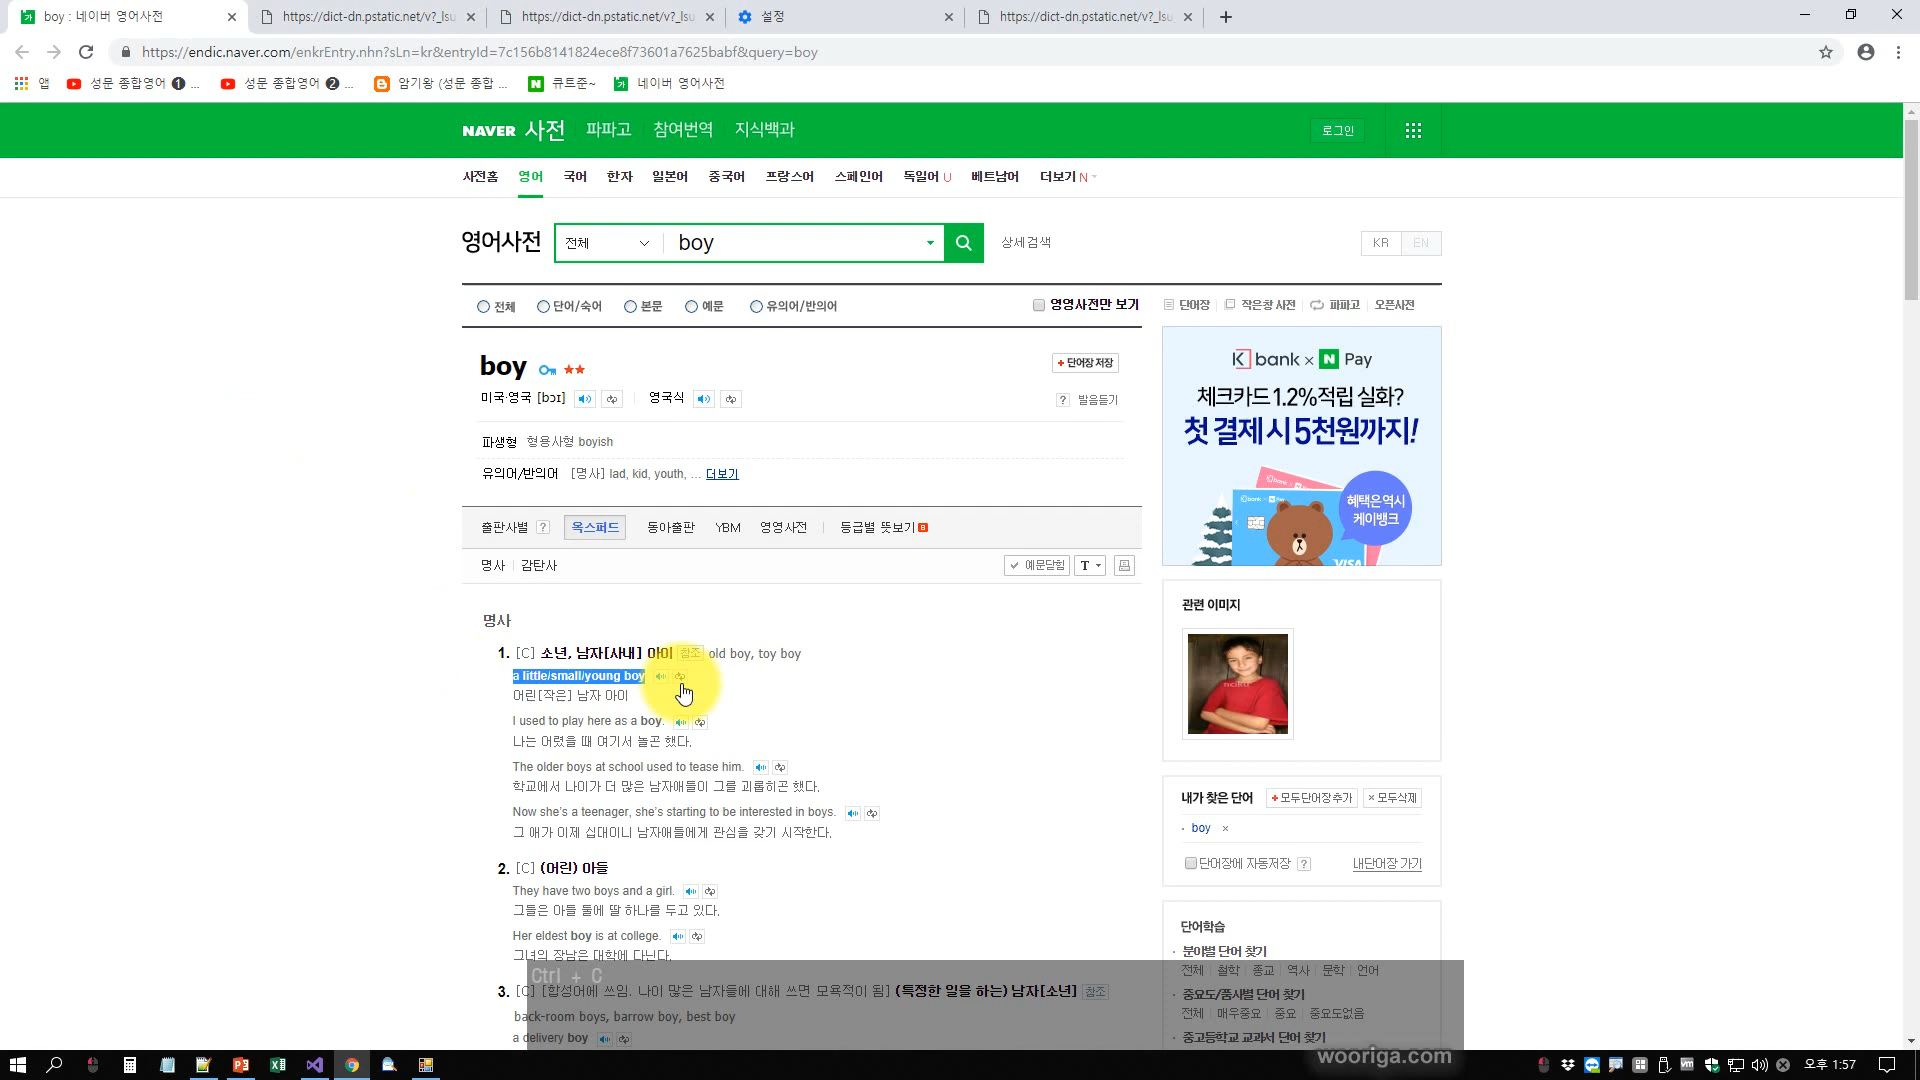 boy : 네이버 영어사전
https://dict-dn.pstatic.net/v?_lsu
https://dict-dn.pstatic.net/v?_lsu
설정
https://dict-dn.pstatic.net/v?_lsu
https://endic.naver.com/enkrEntry.nhn?sLn=kr&entryId=7c156b8141824ece8f73601a7625babf&query=boy
앱
성문 종합영어 ❶ ...
성문 종합영어 ❷ ...
암기왕 (성문 종합 ...
큐트준~
네이버 영어사전
NAVER 사전 파파고 참여번역 지식백과
로그인
사전홈 영어 국어 한자 일본어 중국어 프랑스어 스페인어 독일어 U 베트남어 더보기 N
영어사전 전체 boy 상세검색
KR EN
전체 단어/숙어 본문 예문 유의어/반의어
영영사전만 보기
단어장 작은창 사전 파파고 오픈사전
boy ★★
+ 단어장 저장
미국·영국 [bɔɪ] 영국식
? 발음듣기
파생형 형용사형 boyish
유의어/반의어 [명사] lad, kid, youth, ... 더보기
출판사별 ? 옥스퍼드 동아출판 YBM 영영사전 등급별 뜻보기
명사 감탄사
예문닫힘 T
명사
1. [C] 소년, 남자[사내] 아이 참조 old boy, toy boy
a little/small/young boy
어린[작은] 남자 아이
I used to play here as a boy.
나는 어렸을 때 여기서 놀곤 했다.
The older boys at school used to tease him.
학교에서 나이가 더 많은 남자애들이 그를 괴롭히곤 했다.
Now she's a teenager, she's starting to be interested in boys.
그 애가 이제 십대이니 남자애들에게 관심을 갖기 시작한다.
2. [C] (어린) 아들
They have two boys and a girl.
그들은 아들 둘에 딸 하나를 두고 있다.
Her eldest boy is at college.
그녀의 장남은 대학에 다닌다.
Ctrl + C
3. [C] [합성어에 쓰임. 나이 많은 남자들에 대해 쓰면 모욕적이 됨] (특정한 일을 하는) 남자[소년] 참조
back-room boys, barrow boy, best boy
a delivery boy
K bank × N Pay
체크카드 1.2%적립 실화?
첫 결제 시 5천원까지!
혜택은 역시
케이뱅크
VISA
관련 이미지
내가 찾은 단어 + 모두단어장추가 × 모두삭제
· boy ×
단어장에 자동저장 ? 내단어장 가기
단어학습
· 분야별 단어 찾기
전체 철학 종교 역사 문학 언어
· 중요도/품사별 단어 찾기
전체 매우중요 중요 중요도없음
· 중고등학교 교과서 단어 찾기
wooriga.com
오후 1:57